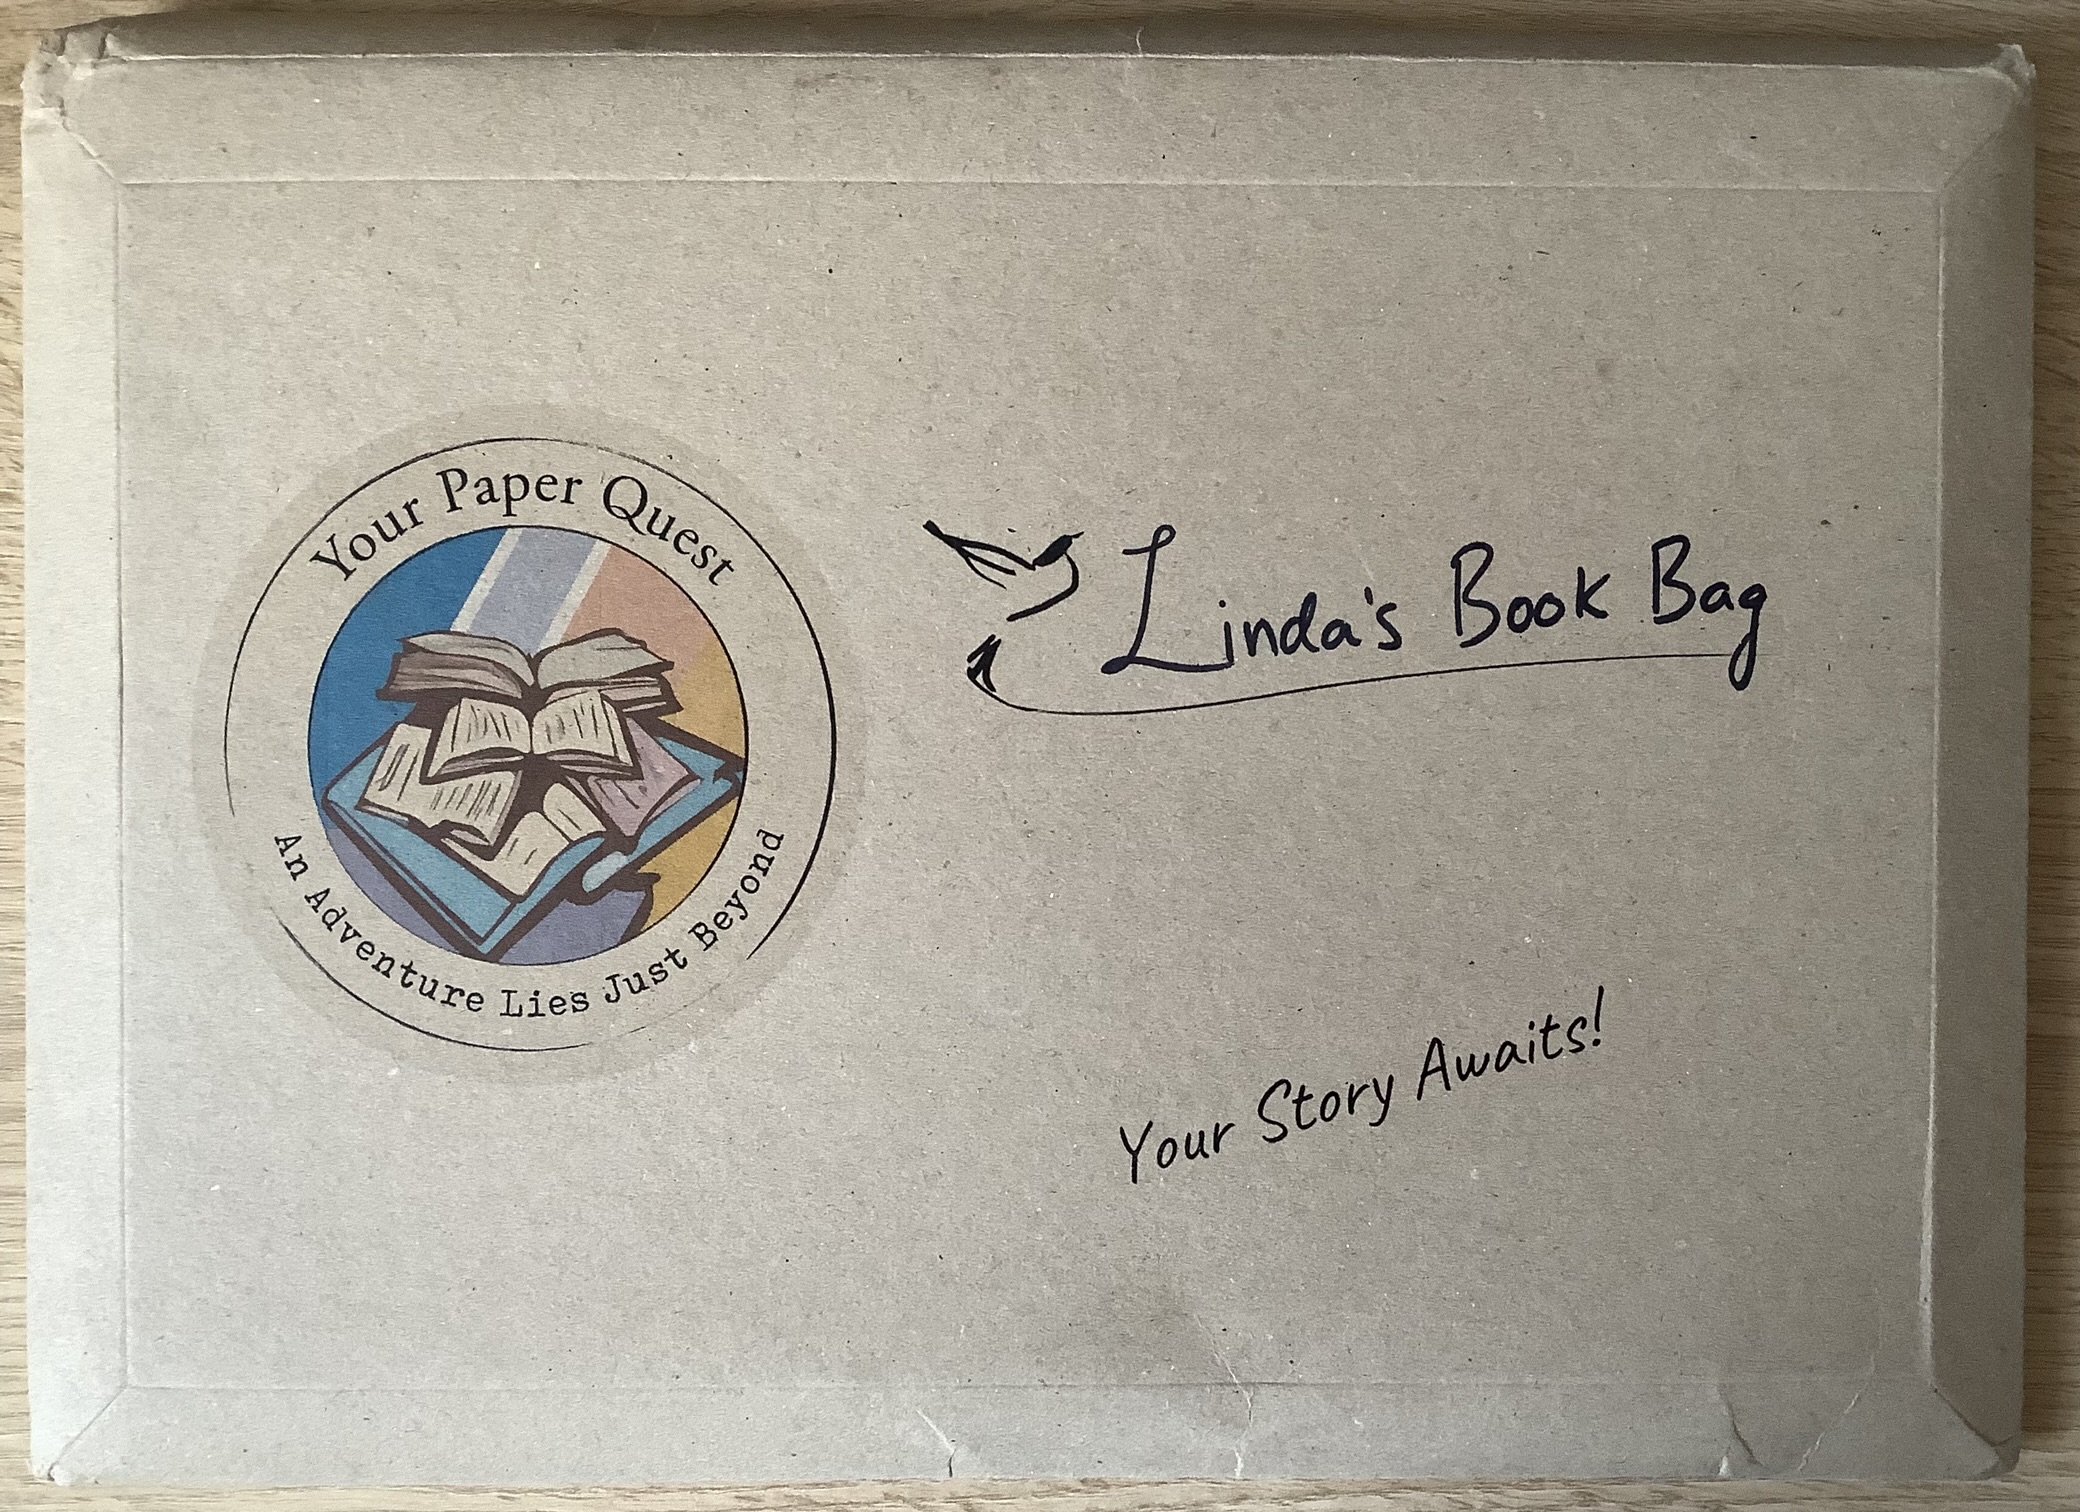 Your Paper Quest
An Adventure Lies Just Beyond
Linda's Book Bag
Your Story Awaits!